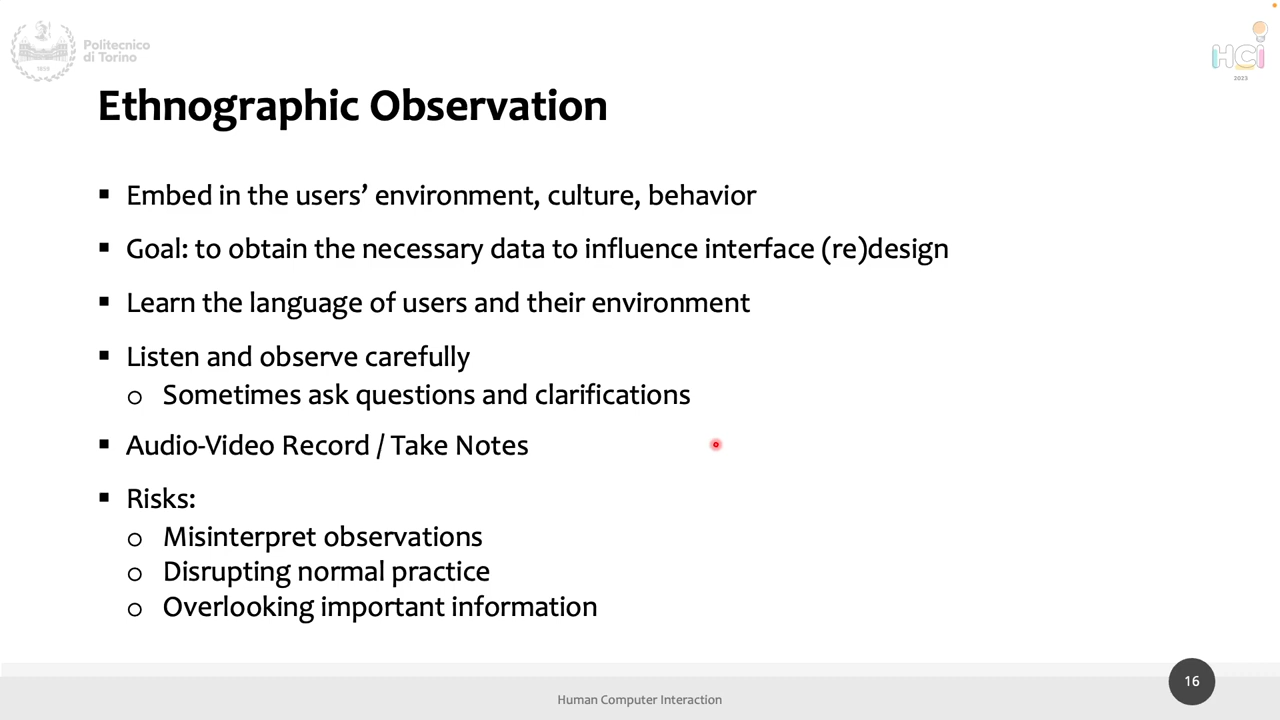 Politecnico
di Torino
1859
HCI
2023
Ethnographic Observation
▪ Embed in the users’ environment, culture, behavior
▪ Goal: to obtain the necessary data to influence interface (re)design
▪ Learn the language of users and their environment
▪ Listen and observe carefully
o Sometimes ask questions and clarifications
▪ Audio-Video Record / Take Notes
▪ Risks:
o Misinterpret observations
o Disrupting normal practice
o Overlooking important information
Human Computer Interaction
16